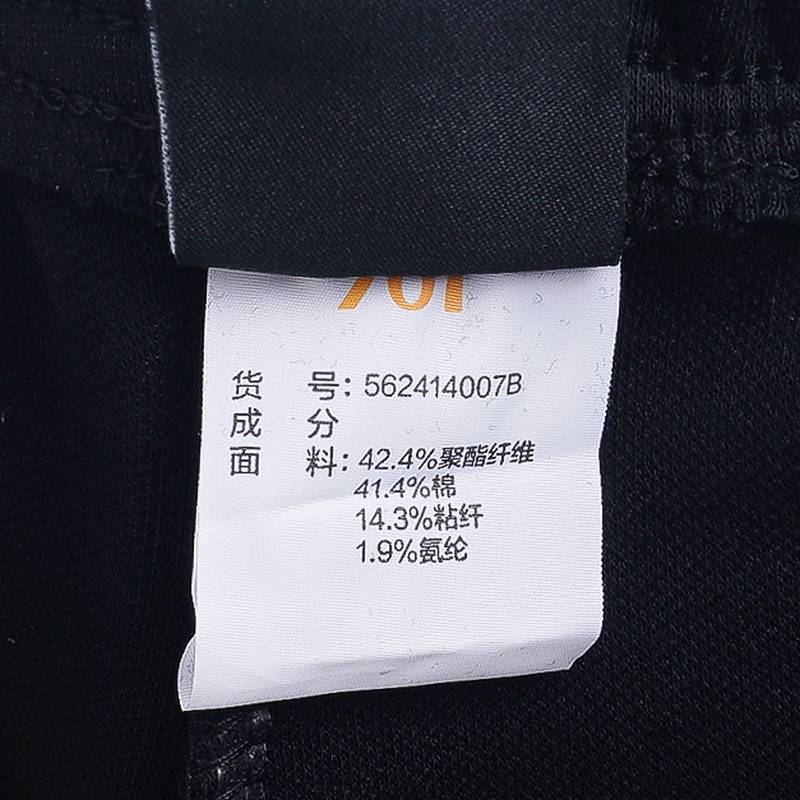 货 号: 562414007B
成 分
面 料: 42.4%聚酯纤维
41.4%棉
14.3%粘纤
1.9%氨纶